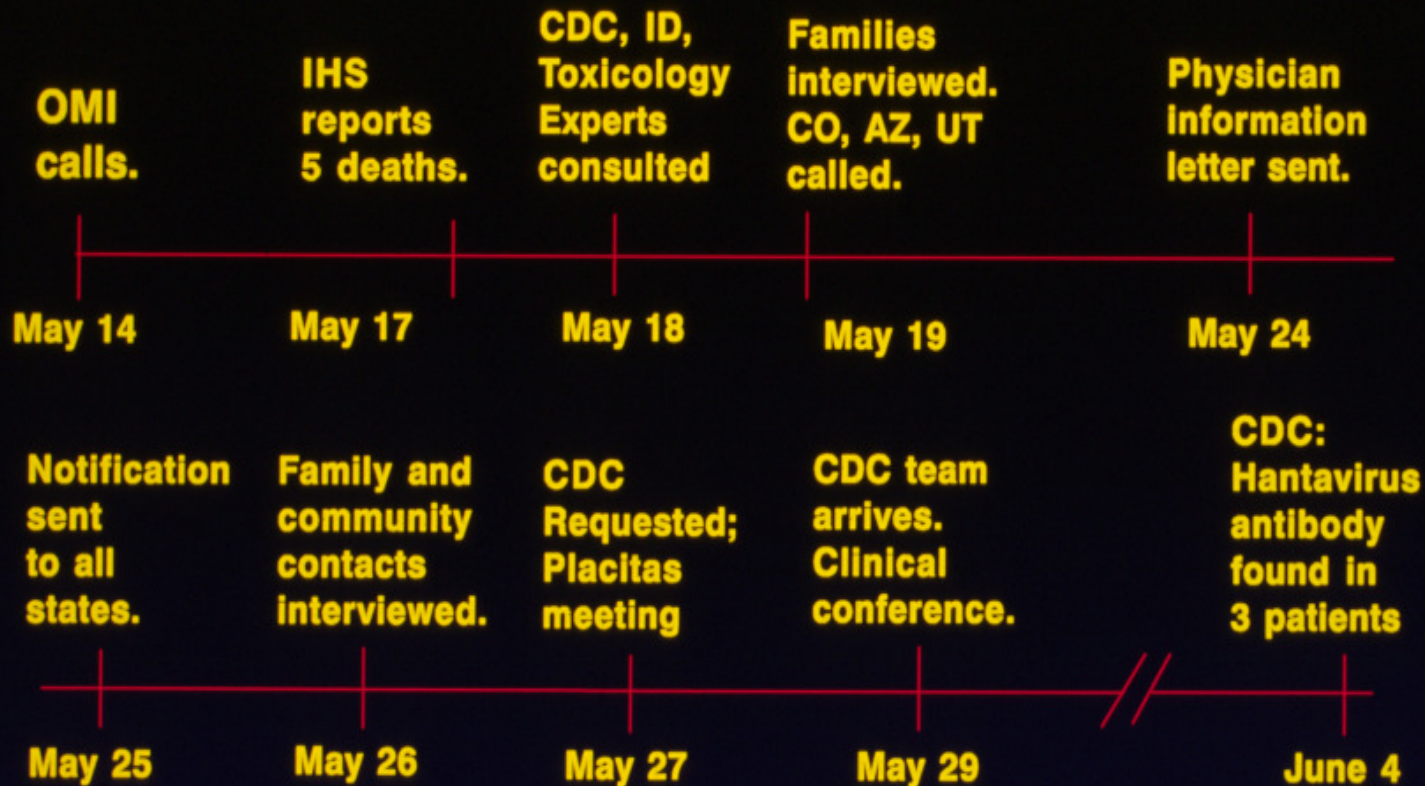 OMI
calls.
IHS
reports
5 deaths.
CDC, ID,
Toxicology
Experts
consulted
Families
interviewed.
CO, AZ, UT
called.
Physician
information
letter sent.
May 14
May 17
May 18
May 19
May 24
Notification
sent
to all
states.
Family and
community
contacts
interviewed.
CDC
Requested;
Placitas
meeting
CDC team
arrives.
Clinical
conference.
CDC:
Hantavirus
antibody
found in
3 patients
May 25
May 26
May 27
May 29
June 4